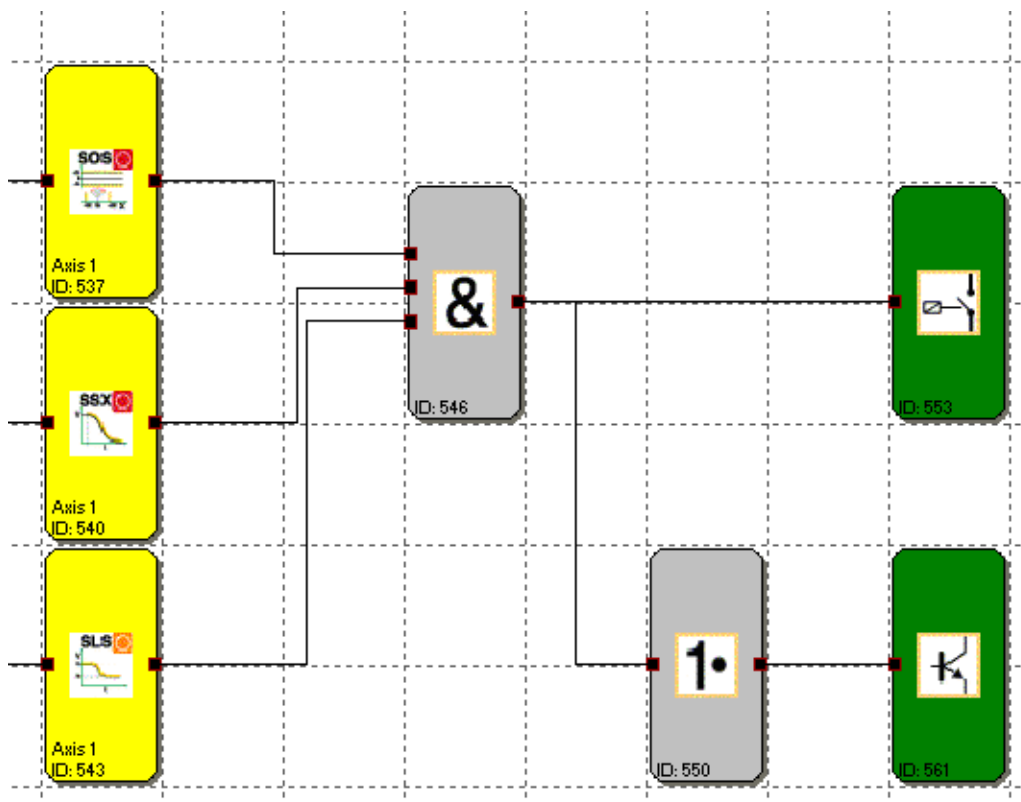 SOS
Axis 1
ID: 537
&
ID: 546
ID: 553
SSX
Axis 1
ID: 540
SLS
Axis 1
ID: 543
1•
ID: 550
ID: 561